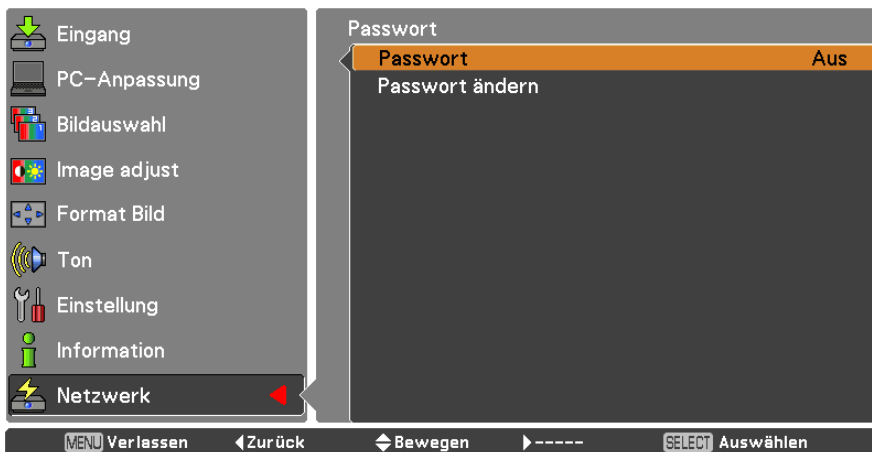 Eingang
PC-Anpassung
Bildauswahl
Image adjust
Format Bild
Ton
Einstellung
Information
Netzwerk
Passwort
Passwort Aus
Passwort ändern
MENU Verlassen Zurück Bewegen ----- SELECT Auswählen